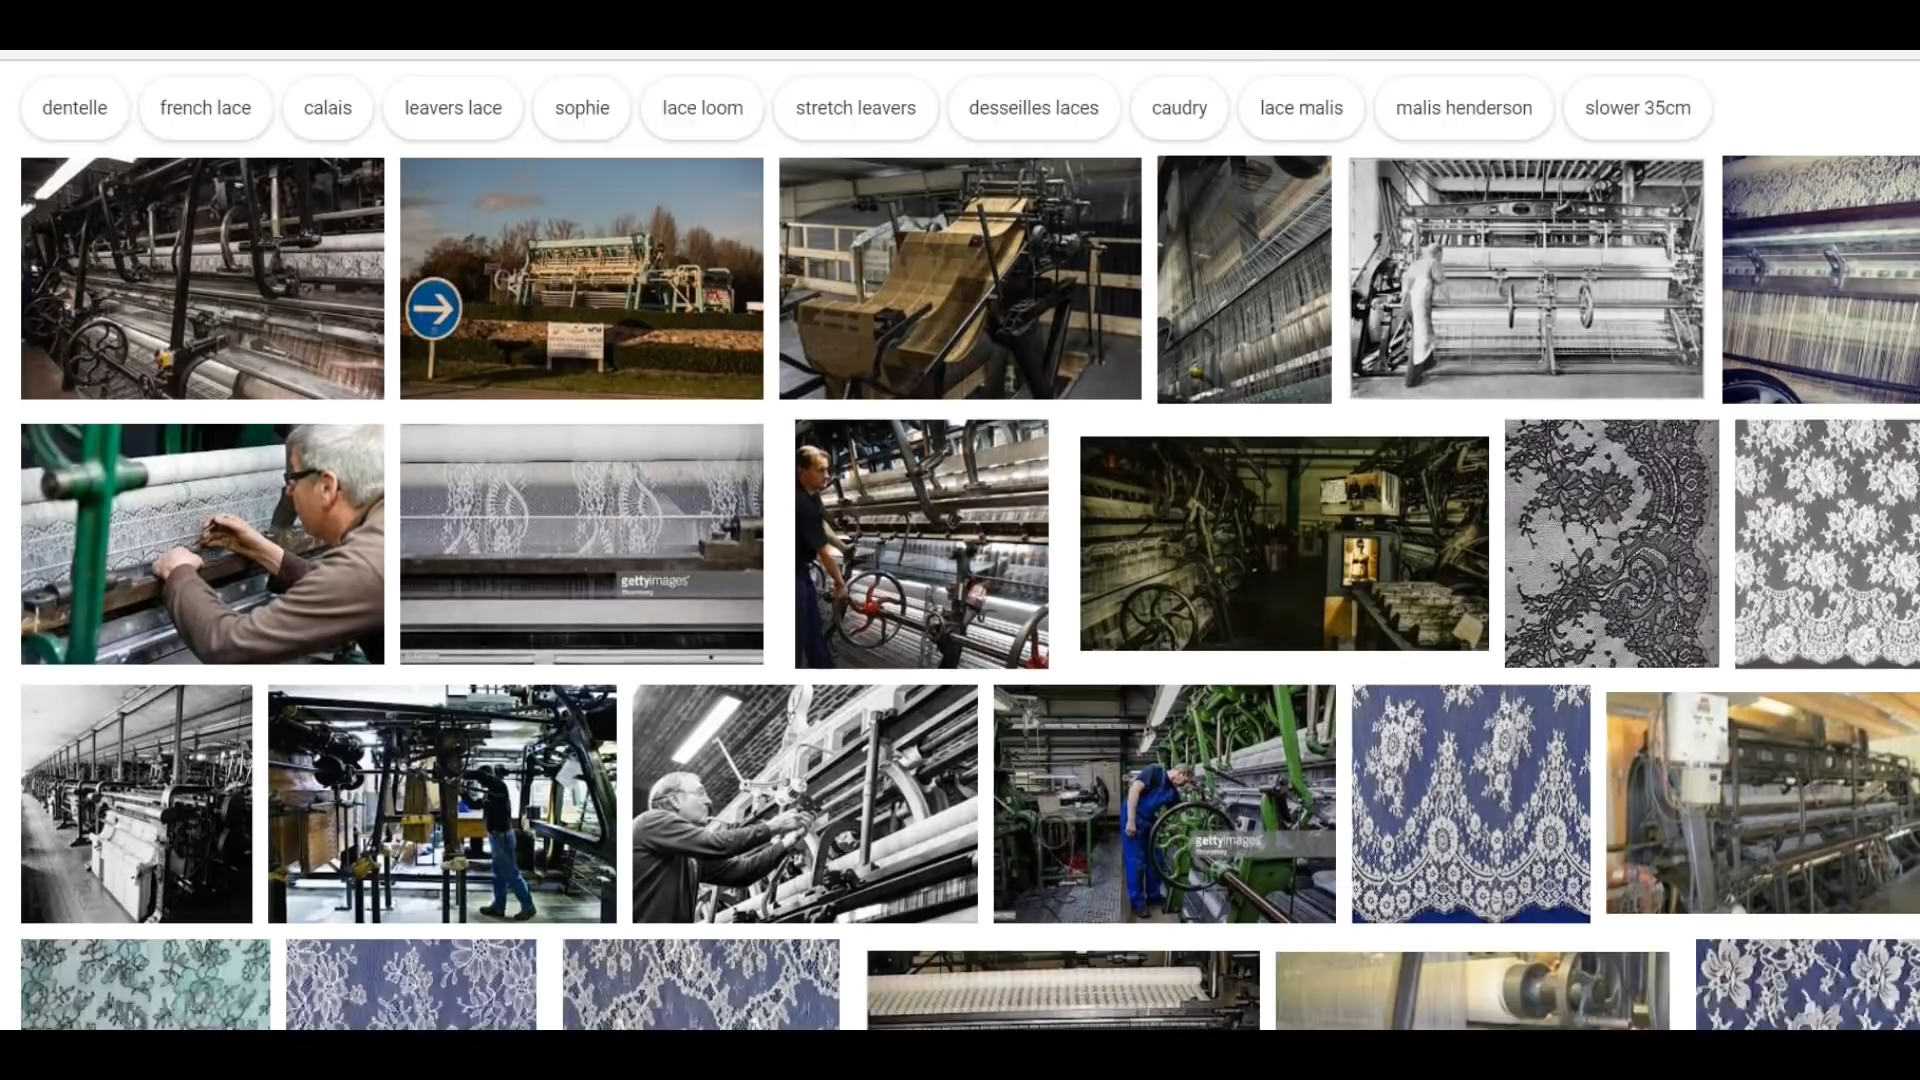 dentelle
french lace
calais
leavers lace
sophie
lace loom
stretch leavers
desseilles laces
caudry
lace malis
malis henderson
slower 35cm
gettyimages
gettyimages